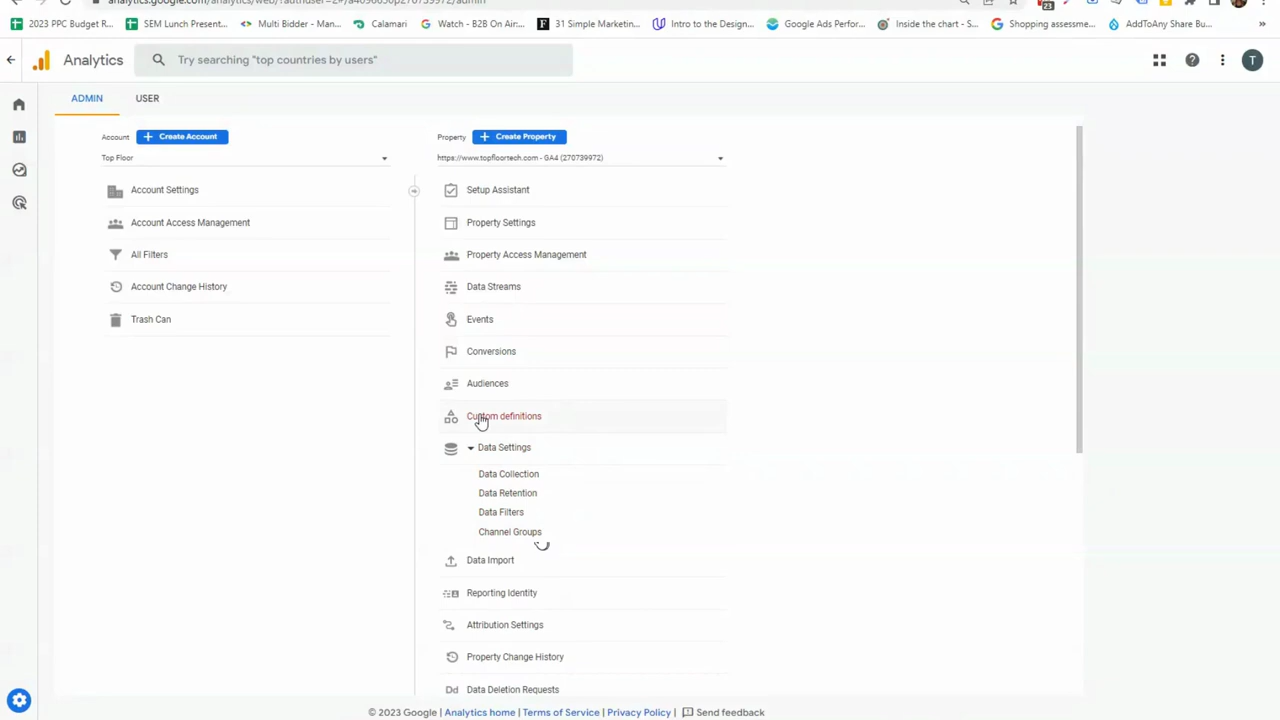 2023 PPC Budget R... SEM Lunch Present... Multi Bidder - Man... Calamari Watch - B2B On Air:... 31 Simple Marketin... Intro to the Design... Google Ads Perfor... Inside the chart - S... Shopping assessme... AddToAny Share Bu... »
23
Analytics Try searching "top countries by users" T
ADMIN USER
Account + Create Account
Top Floor
Account Settings
Account Access Management
All Filters
Account Change History
Trash Can
Property + Create Property
https://www.topfloortech.com - GA4 (270739972)
Setup Assistant
Property Settings
Property Access Management
Data Streams
Events
Conversions
Audiences
Custom definitions
Data Settings
Data Collection
Data Retention
Data Filters
Channel Groups
Data Import
Reporting Identity
Attribution Settings
Property Change History
Dd Data Deletion Requests
© 2023 Google | Analytics home | Terms of Service | Privacy Policy | Send feedback